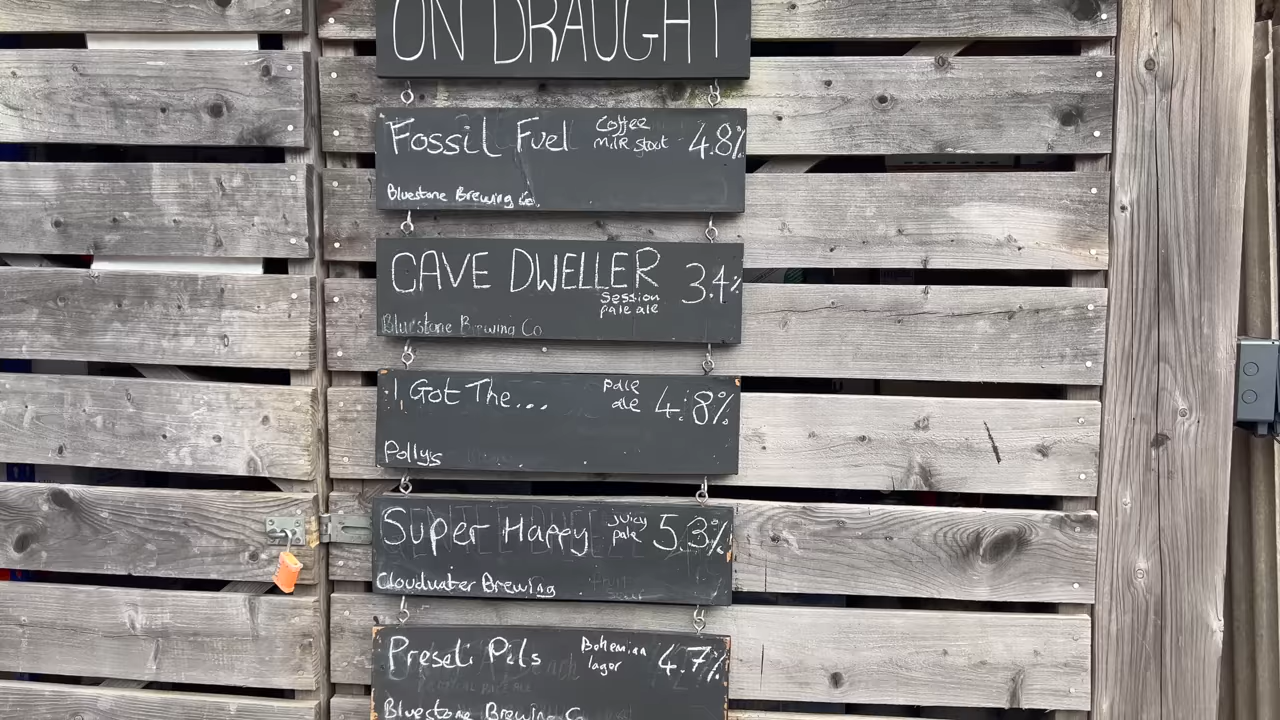 ON DRAUGHT
Fossil Fuel Coffee milk stout 4.8%
Bluestone Brewing Co.
CAVE DWELLER 3.4%
Session pale ale
Bluestone Brewing Co
I Got The... Pale ale 4.8%
Polly's
Super Happy juicy pale 5.3%
Cloudwater Brewing
Preseli Pils Bohemian lager 4.7%
Bluestone Brewing Co